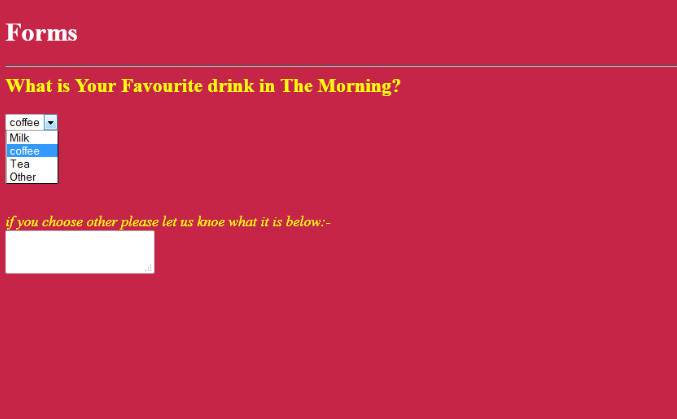 Forms
What is Your Favourite drink in The Morning?
coffee
Milk
coffee
Tea
Other
if you choose other please let us knoe what it is below:-